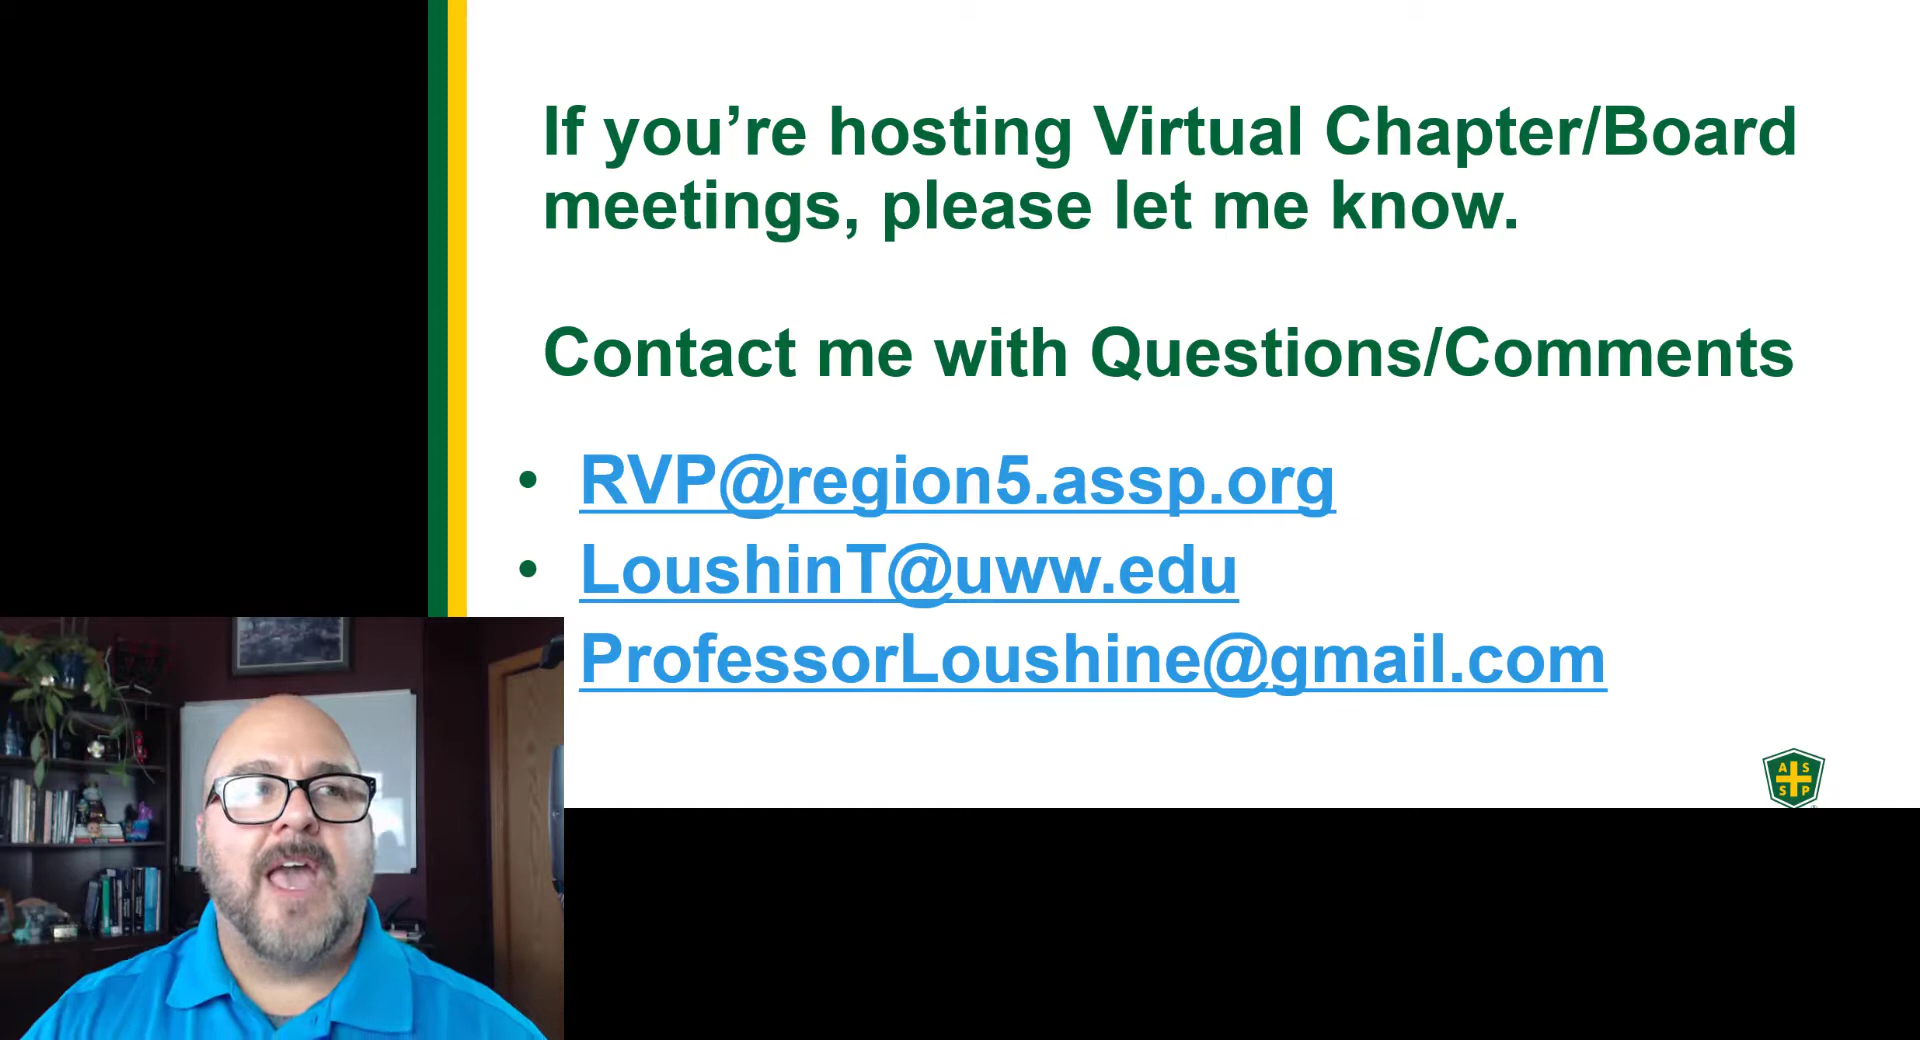 If you’re hosting Virtual Chapter/Board
meetings, please let me know.
Contact me with Questions/Comments
• RVP@region5.assp.org
• LoushinT@uww.edu
ProfessorLoushine@gmail.com
A S
S P